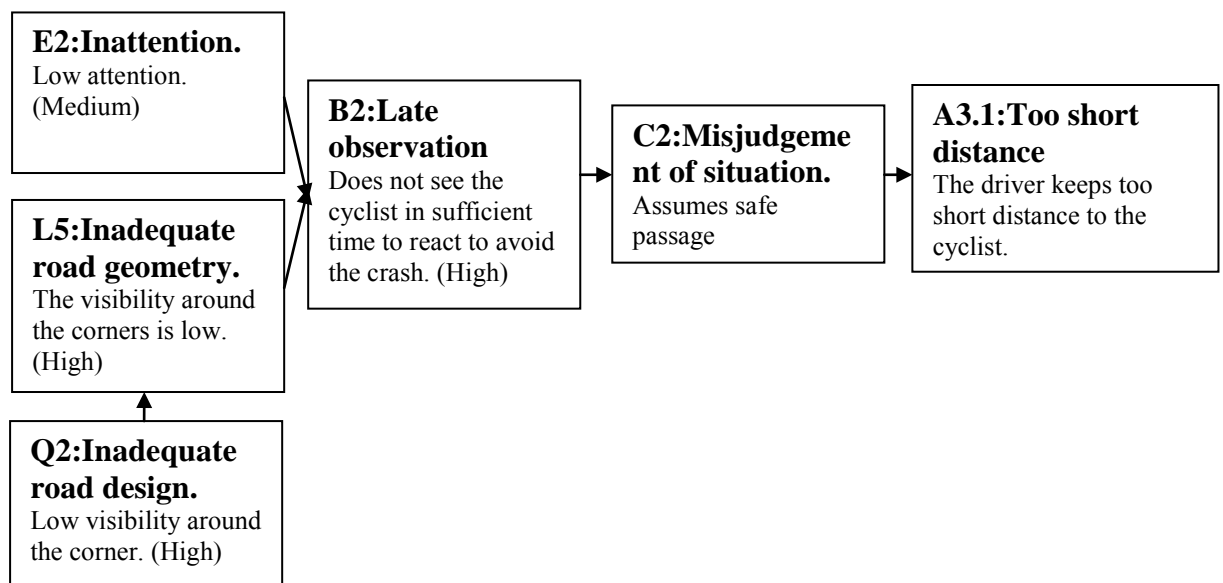 E2:Inattention.
Low attention.
(Medium)
L5:Inadequate
road geometry.
The visibility around
the corners is low.
(High)
Q2:Inadequate
road design.
Low visibility around
the corner. (High)
B2:Late
observation
Does not see the
cyclist in sufficient
time to react to avoid
the crash. (High)
C2:Misjudgeme
nt of situation.
Assumes safe
passage
A3.1:Too short
distance
The driver keeps too
short distance to the
cyclist.